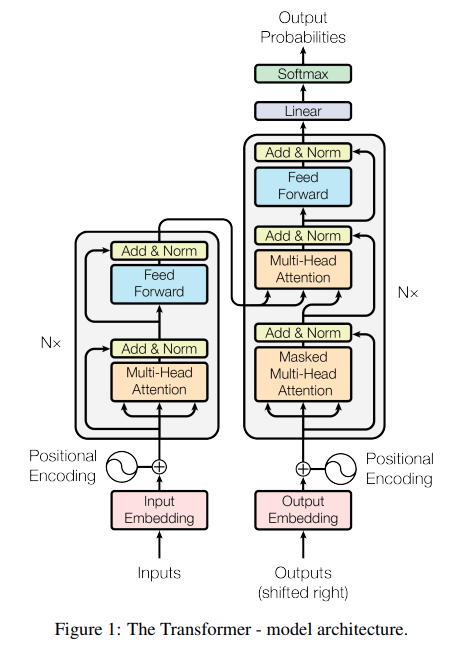 Output
Probabilities
Softmax
Linear
Add & Norm
Feed
Forward
Add & Norm
Multi-Head
Attention
Add & Norm
Masked
Multi-Head
Attention
N×
Add & Norm
Feed
Forward
Add & Norm
Multi-Head
Attention
N×
Positional
Encoding
Positional
Encoding
Input
Embedding
Output
Embedding
Inputs
Outputs
(shifted right)
Figure 1: The Transformer - model architecture.